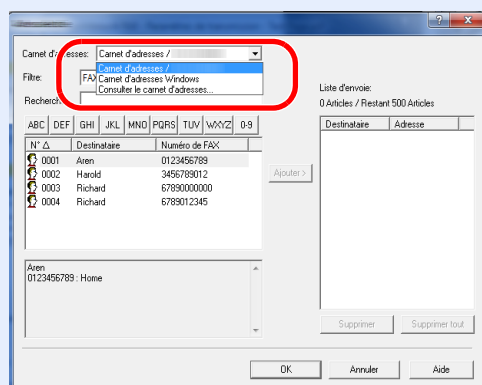 Carnet d'adresses: Carnet d'adresses /
Carnet d'adresses /
Carnet d'adresses Windows
Consulter le carnet d'adresses...
Filtre: FAX
Recherch
ABC DEF GHI JKL MNO PQRS TUV WXYZ 0-9
N° Destinataire Numéro de FAX
0001 Aren 0123456789
0002 Harold 3456789012
0003 Richard 67890000000
0004 Richard 6789012345
Ajouter >
Aren
0123456789 : Home
Liste d'envoie:
0 Articles / Restant 500 Articles
Destinataire Adresse
Supprimer Supprimer tout
OK Annuler Aide